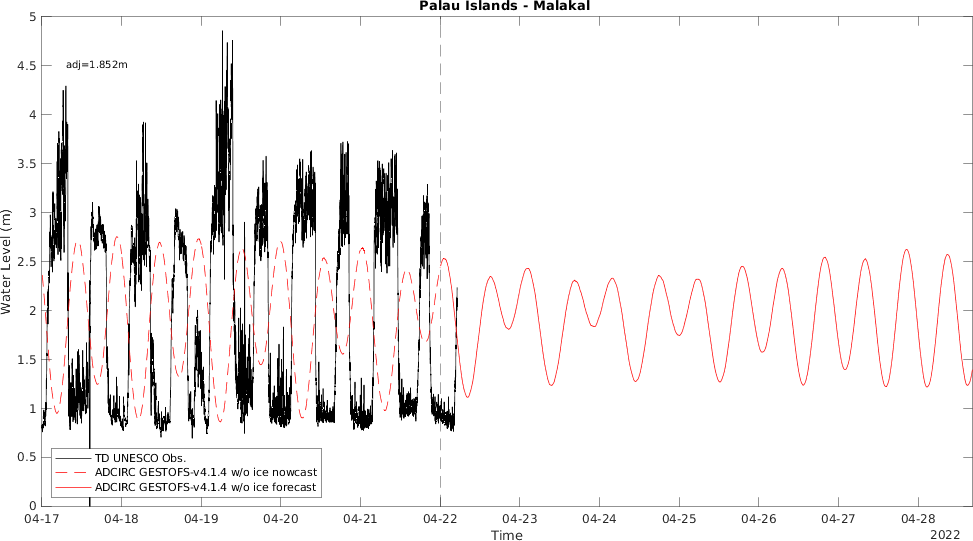 Palau Islands - Malakal
5
4.5
4
3.5
3
2.5
2
1.5
1
0.5
0
Water Level (m)
adj=1.852m
TD UNESCO Obs.
ADCIRC GESTOFS-v4.1.4 w/o ice nowcast
ADCIRC GESTOFS-v4.1.4 w/o ice forecast
04-17 04-18 04-19 04-20 04-21 04-22 04-23 04-24 04-25 04-26 04-27 04-28
Time
2022